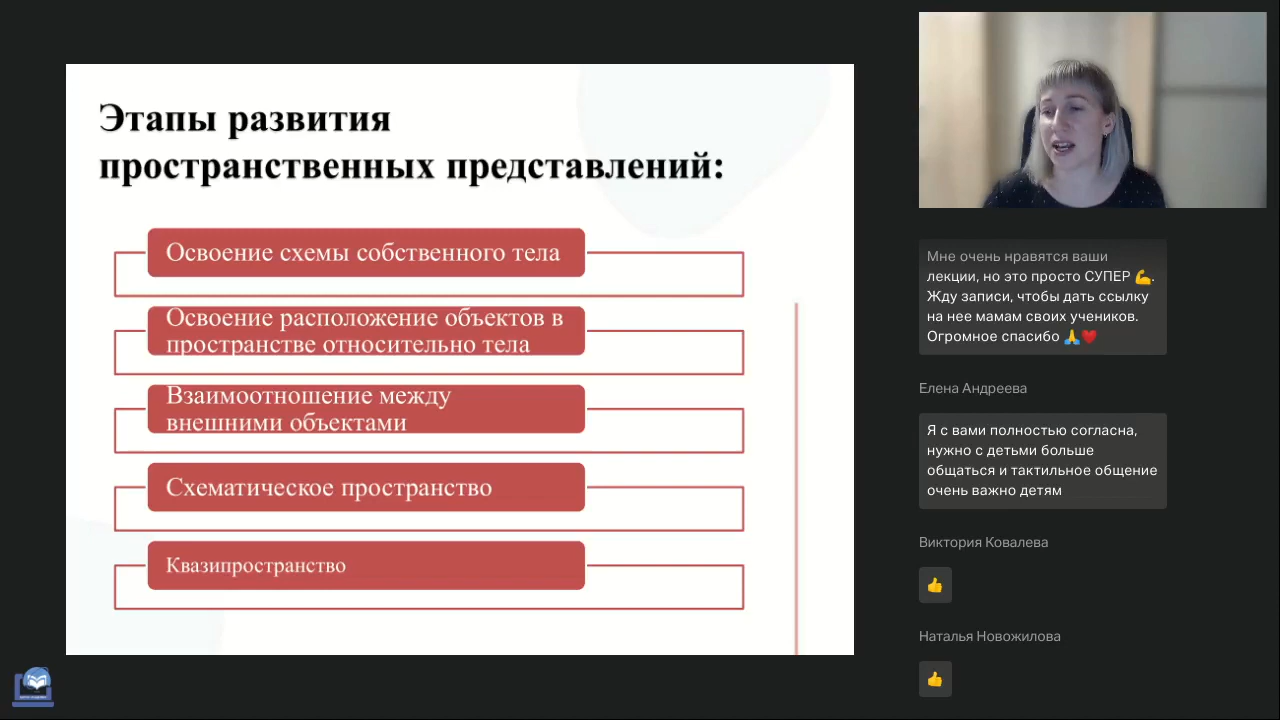 Этапы развития
пространственных представлений:
Освоение схемы собственного тела
Освоение расположение объектов в
пространстве относительно тела
Взаимоотношение между
внешними объектами
Схематическое пространство
Квазипространство
Мне очень нравятся ваши
лекции, но это просто СУПЕР 💪.
Жду записи, чтобы дать ссылку
на нее мамам своих учеников.
Огромное спасибо 🙏❤️
Елена Андреева
Я с вами полностью согласна,
нужно с детьми больше
общаться и тактильное общение
очень важно детям
Виктория Ковалева
👍
Наталья Новожилова
👍